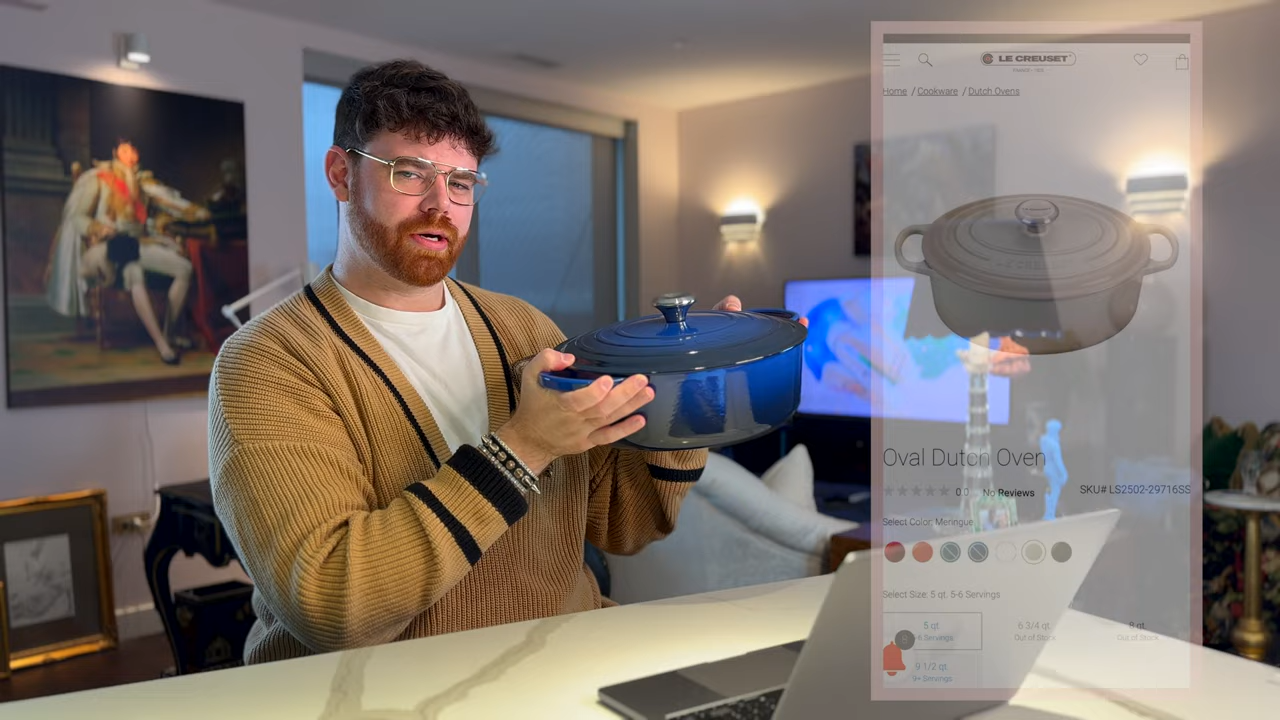 LE CREUSET
Home / Cookware / Dutch Ovens
Oval Dutch Oven
0.0 No Reviews SKU# LS2502-29716SS
Select Color: Meringue
Select Size: 5 qt. 5-6 Servings
5 qt. 6 3/4 qt. 8 qt.
Servings Out of Stock Out of Stock
9 1/2 qt.
9+ Servings